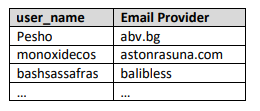 user_name Email Provider
Pesho abv.bg
monoxidecos astonrasuna.com
bashsassafras balibless
… …